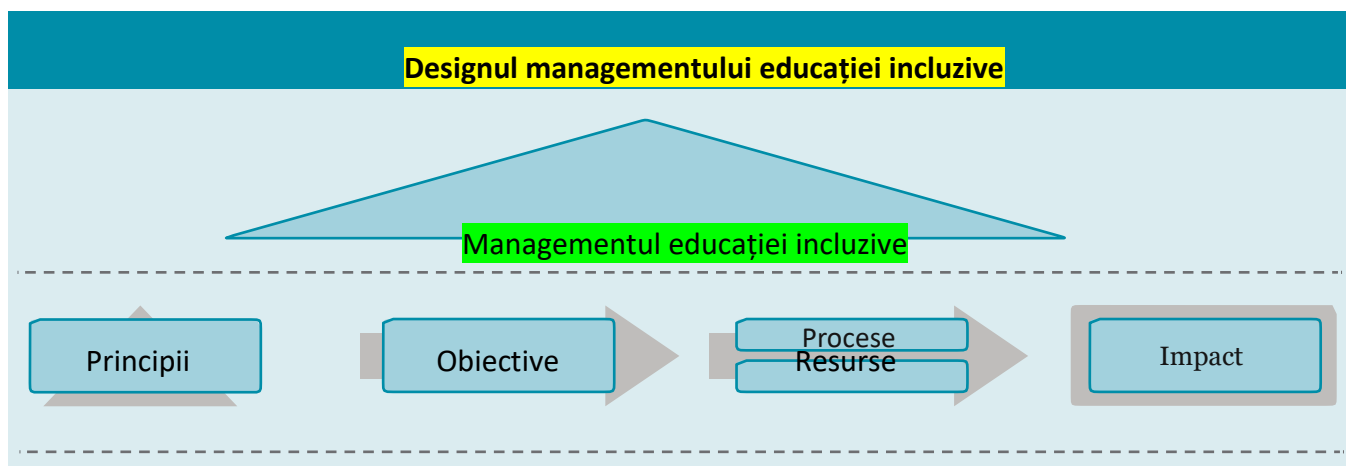 Designul managementului educației incluzive
Managementul educației incluzive
Principii
Obiective
Procese
Resurse
Impact